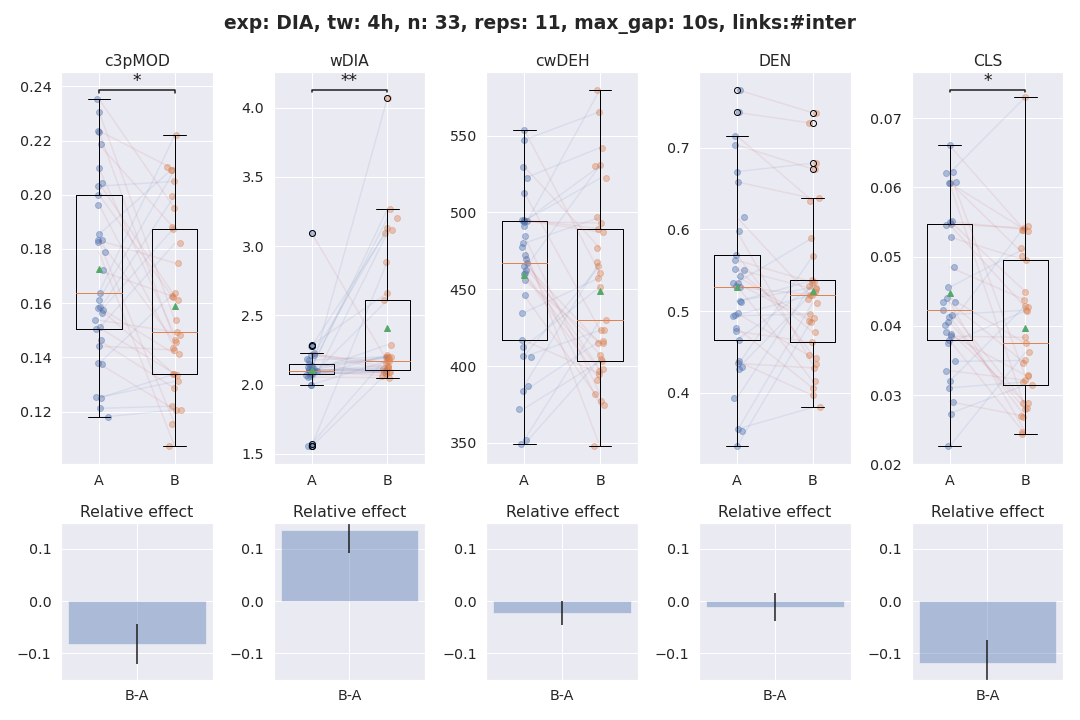 exp: DIA, tw: 4h, n: 33, reps: 11, max_gap: 10s, links:#inter
c3pMOD
wDIA
cwDEH
DEN
CLS
*
**
*
0.24
0.22
0.20
0.18
0.16
0.14
0.12
A
B
4.0
3.5
3.0
2.5
2.0
1.5
A
B
550
500
450
400
350
A
B
0.7
0.6
0.5
0.4
A
B
0.07
0.06
0.05
0.04
0.03
0.02
A
B
Relative effect
Relative effect
Relative effect
Relative effect
Relative effect
0.1
0.0
−0.1
B-A
0.1
0.0
−0.1
B-A
0.1
0.0
−0.1
B-A
0.1
0.0
−0.1
B-A
0.1
0.0
−0.1
B-A